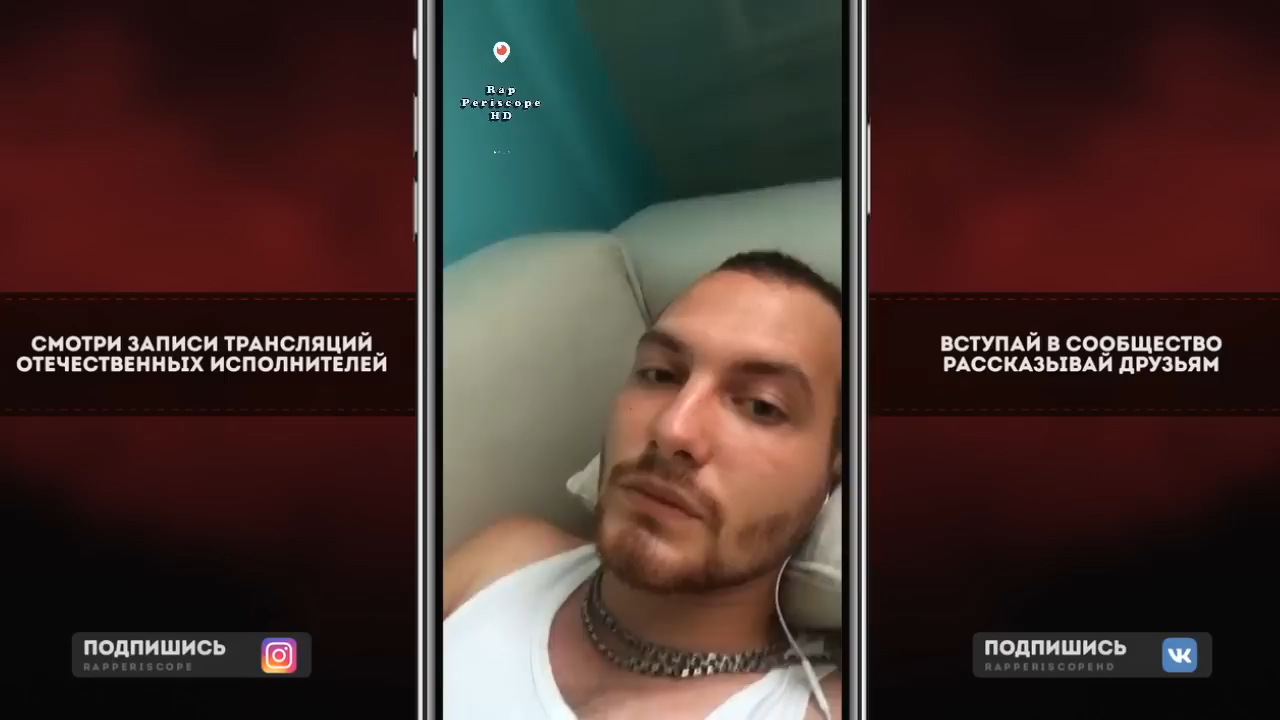 Rap
Periscope
HD
СМОТРИ ЗАПИСИ ТРАНСЛЯЦИЙ
ОТЕЧЕСТВЕННЫХ ИСПОЛНИТЕЛЕЙ
ВСТУПАЙ В СООБЩЕСТВО
РАССКАЗЫВАЙ ДРУЗЬЯМ
ПОДПИШИСЬ
RAPPERISCOPE
ПОДПИШИСЬ
RAPPERISCOPEHD